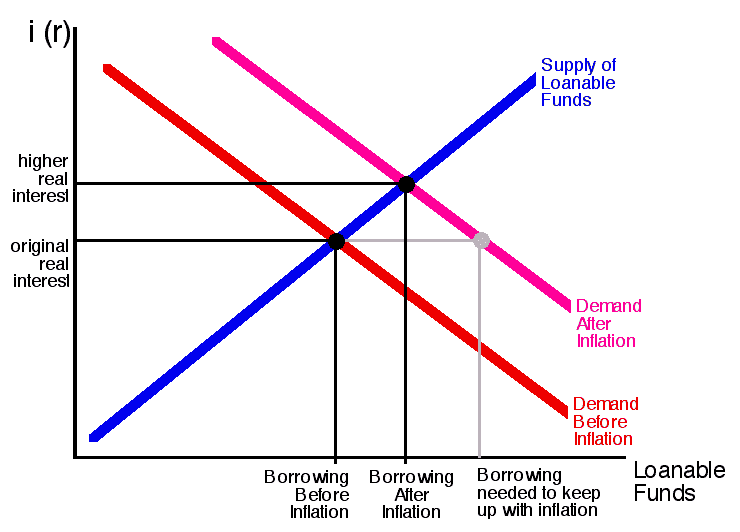 i (r)
Supply of
Loanable
Funds
higher
real
interest
original
real
interest
Demand
After
Inflation
Demand
Before
Inflation
Borrowing
Before
Inflation
Borrowing
After
Inflation
Borrowing
needed to keep
up with inflation
Loanable
Funds